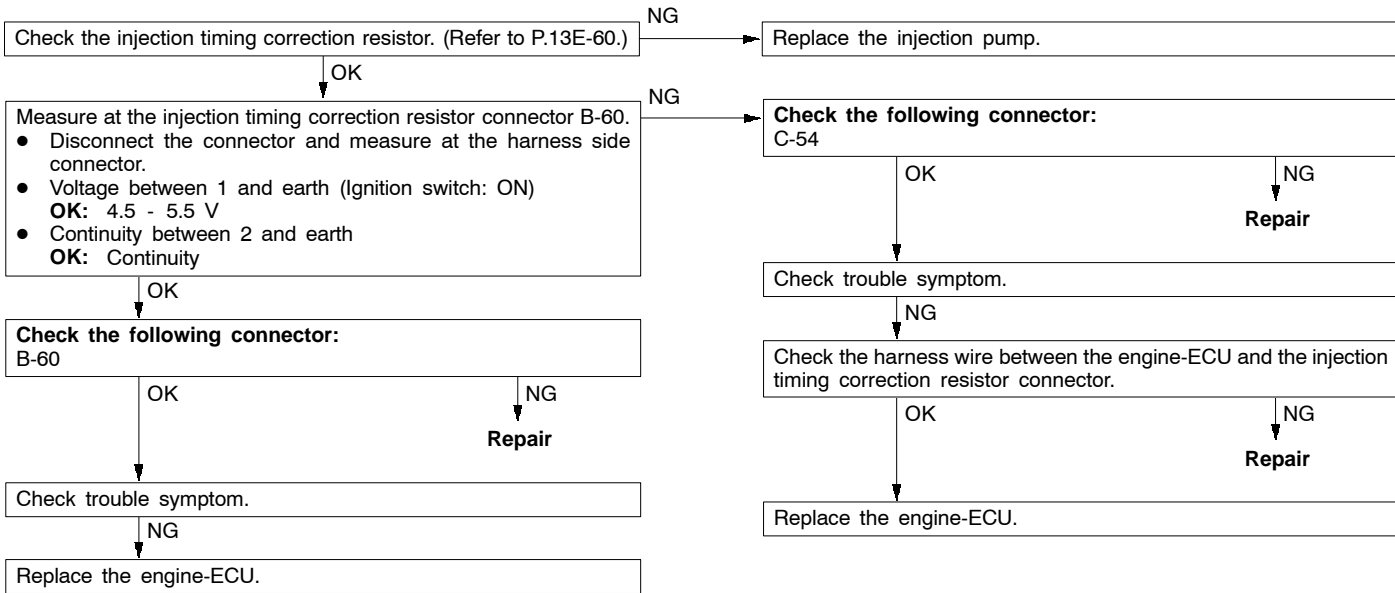 NG
Check the injection timing correction resistor. (Refer to P.13E-60.)
Replace the injection pump.
OK
Measure at the injection timing correction resistor connector B-60.
● Disconnect the connector and measure at the harness side
connector.
● Voltage between 1 and earth (Ignition switch: ON)
OK: 4.5 - 5.5 V
● Continuity between 2 and earth
OK: Continuity
NG
Check the following connector:
C-54
OK
NG
Repair
Check trouble symptom.
NG
Check the harness wire between the engine-ECU and the injection
timing correction resistor connector.
OK
NG
Repair
Replace the engine-ECU.
OK
Check the following connector:
B-60
OK
NG
Repair
Check trouble symptom.
NG
Replace the engine-ECU.